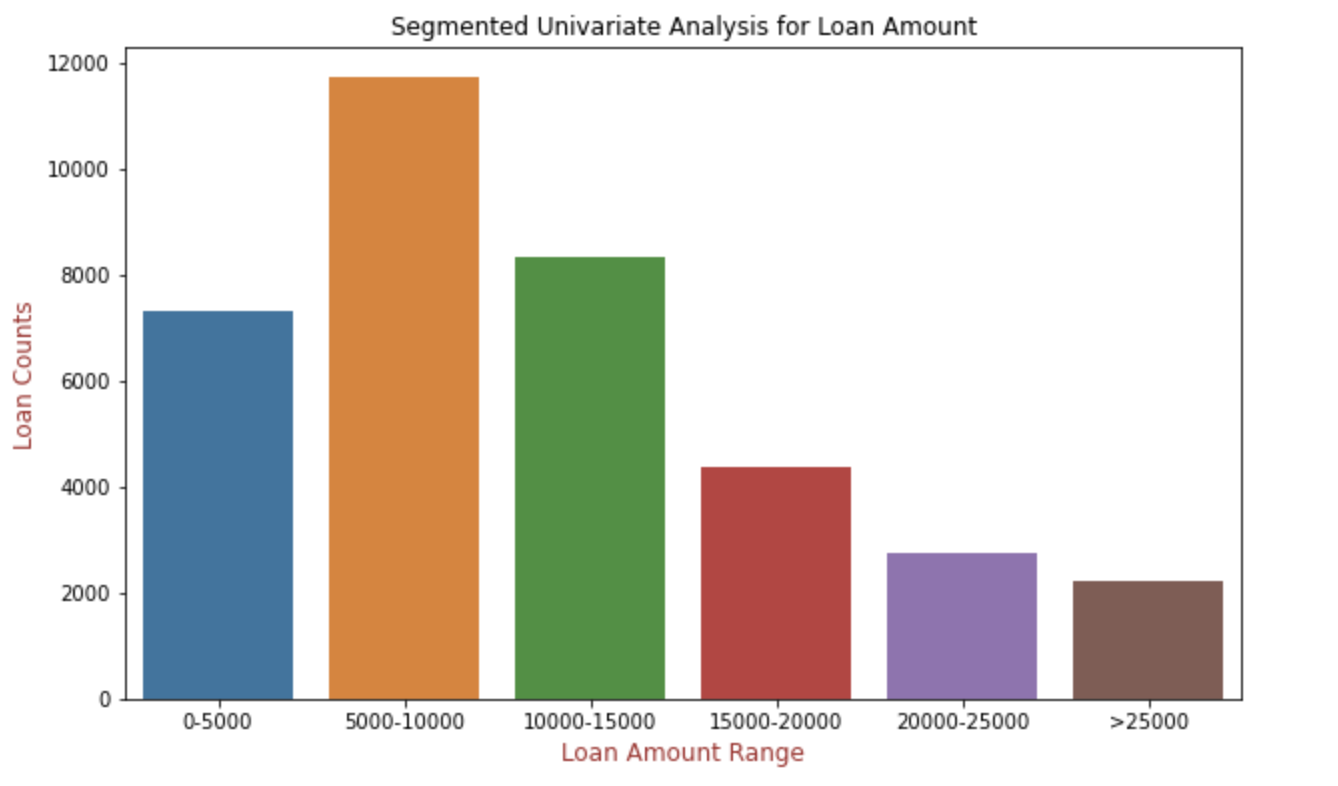 Segmented Univariate Analysis for Loan Amount
12000
10000
8000
6000
4000
2000
0
Loan Counts
0-5000 5000-10000 10000-15000 15000-20000 20000-25000 >25000
Loan Amount Range